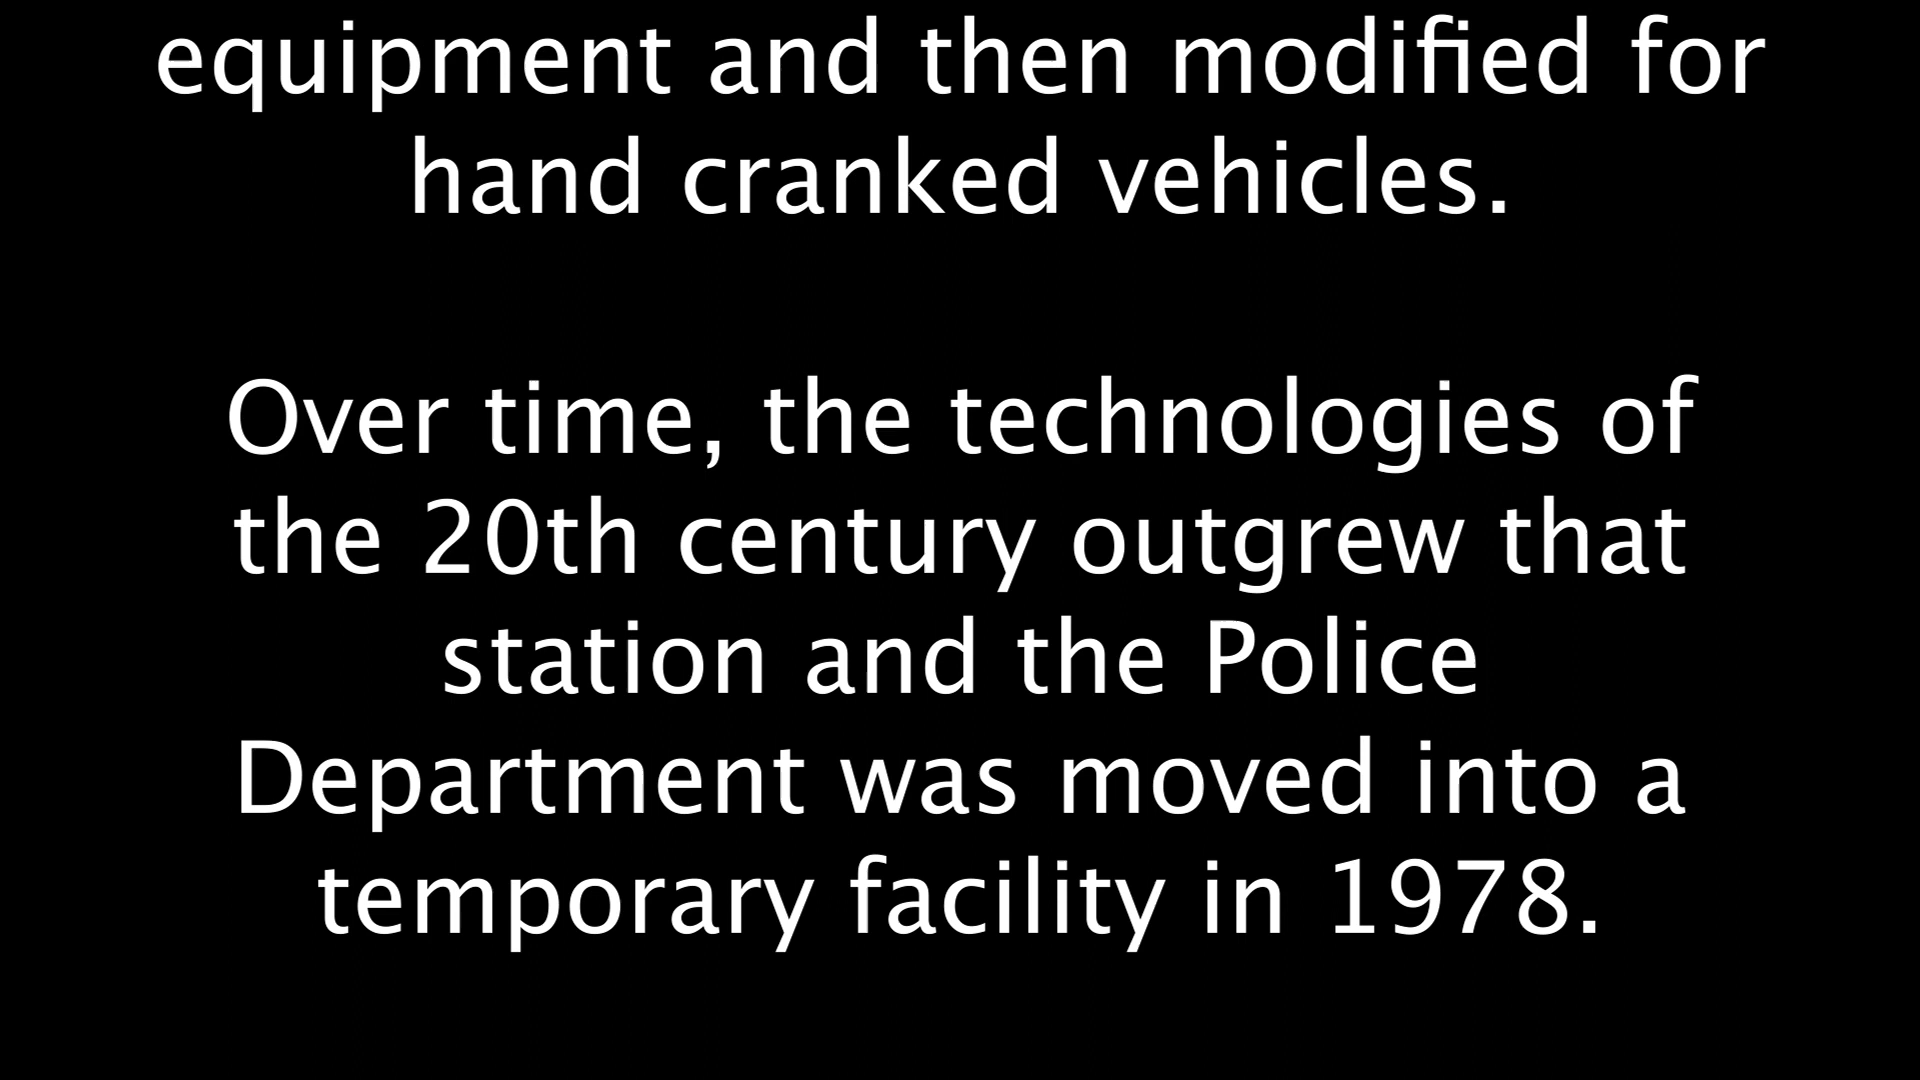 equipment and then modified for
hand cranked vehicles.
Over time, the technologies of
the 20th century outgrew that
station and the Police
Department was moved into a
temporary facility in 1978.